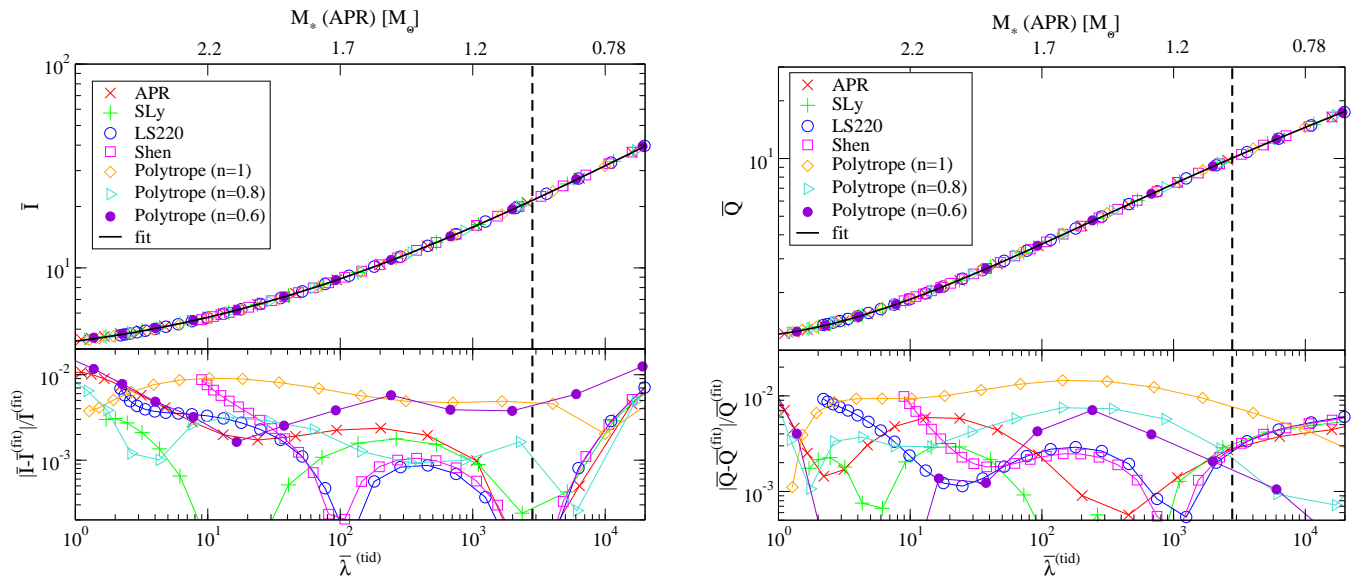 M* (APR) [M⊙]
2.2 1.7 1.2 0.78
10^2
10^1
Ī
APR
SLy
LS220
Shen
Polytrope (n=1)
Polytrope (n=0.8)
Polytrope (n=0.6)
fit
10^-2
10^-3
|Ī-Ī^(fit)|/Ī^(fit)
10^0 10^1 10^2 10^3 10^4
λ̄^(tid)
M* (APR) [M⊙]
2.2 1.7 1.2 0.78
10^1
Q̄
APR
SLy
LS220
Shen
Polytrope (n=1)
Polytrope (n=0.8)
Polytrope (n=0.6)
fit
10^-2
10^-3
|Q̄-Q̄^(fit)|/Q̄^(fit)
10^0 10^1 10^2 10^3 10^4
λ̄^(tid)